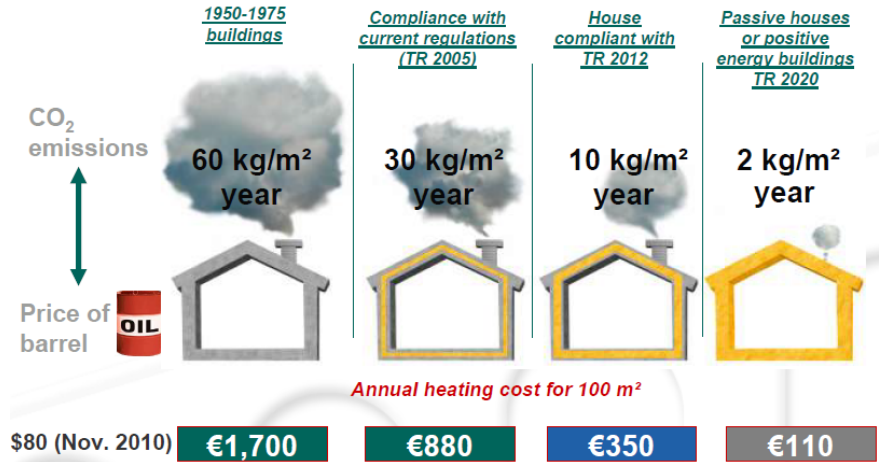 1950-1975
buildings
Compliance with
current regulations
(TR 2005)
House
compliant with
TR 2012
Passive houses
or positive
energy buildings
TR 2020
CO₂
emissions
60 kg/m²
year
30 kg/m²
year
10 kg/m²
year
2 kg/m²
year
Price of
barrel
OIL
Annual heating cost for 100 m²
$80 (Nov. 2010)
€1,700
€880
€350
€110